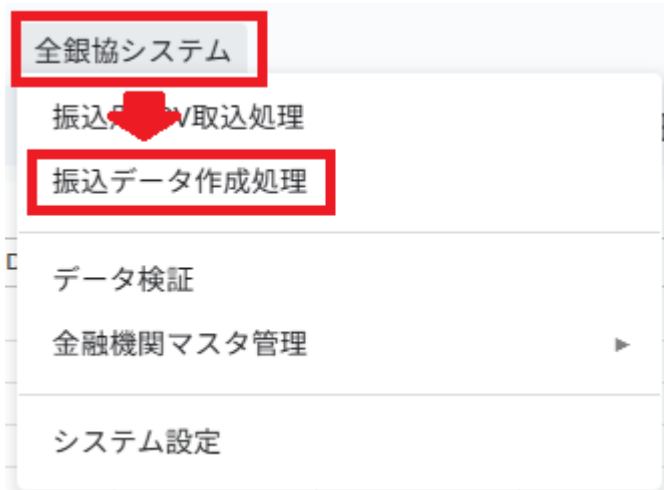 全銀協システム
振込 V取込処理
振込データ作成処理
データ検証
金融機関マスタ管理
システム設定